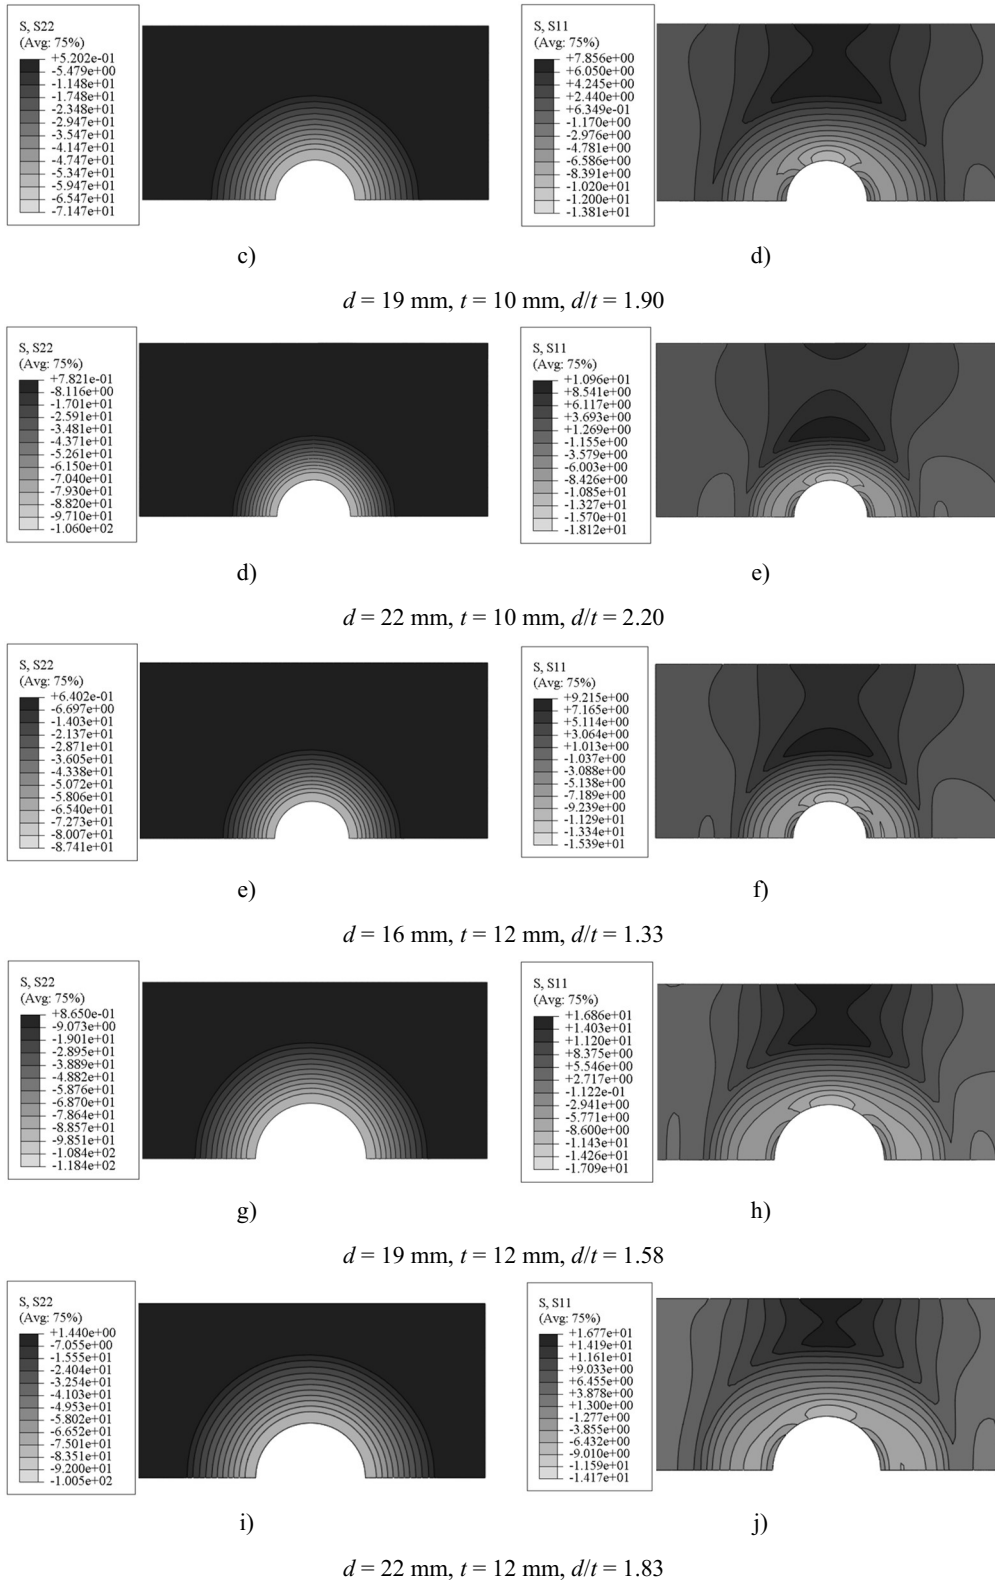 S, S22
(Avg: 75%)
+5.202e-01
-5.479e+00
-1.148e+01
-1.748e+01
-2.348e+01
-2.947e+01
-3.547e+01
-4.147e+01
-4.747e+01
-5.347e+01
-5.947e+01
-6.547e+01
-7.147e+01
S, S11
(Avg: 75%)
+7.856e+00
+6.050e+00
+4.245e+00
+2.440e+00
+6.349e-01
-1.170e+00
-2.976e+00
-4.781e+00
-6.586e+00
-8.391e+00
-1.020e+01
-1.200e+01
-1.381e+01
c)
d)
d = 19 mm, t = 10 mm, d/t = 1.90
S, S22
(Avg: 75%)
+7.821e-01
-8.116e+00
-1.701e+01
-2.591e+01
-3.481e+01
-4.371e+01
-5.261e+01
-6.150e+01
-7.040e+01
-7.930e+01
-8.820e+01
-9.710e+01
-1.060e+02
S, S11
(Avg: 75%)
+1.096e+01
+8.541e+00
+6.117e+00
+3.693e+00
+1.269e+00
-1.155e+00
-3.579e+00
-6.003e+00
-8.426e+00
-1.085e+01
-1.327e+01
-1.570e+01
-1.812e+01
d)
e)
d = 22 mm, t = 10 mm, d/t = 2.20
S, S22
(Avg: 75%)
+6.402e-01
-6.697e+00
-1.403e+01
-2.137e+01
-2.871e+01
-3.605e+01
-4.338e+01
-5.072e+01
-5.806e+01
-6.540e+01
-7.273e+01
-8.007e+01
-8.741e+01
S, S11
(Avg: 75%)
+9.215e+00
+7.165e+00
+5.114e+00
+3.064e+00
+1.013e+00
-1.037e+00
-3.088e+00
-5.138e+00
-7.189e+00
-9.239e+00
-1.129e+01
-1.334e+01
-1.539e+01
e)
f)
d = 16 mm, t = 12 mm, d/t = 1.33
S, S22
(Avg: 75%)
+8.650e-01
-9.073e+00
-1.901e+01
-2.895e+01
-3.889e+01
-4.882e+01
-5.876e+01
-6.870e+01
-7.864e+01
-8.857e+01
-9.851e+01
-1.084e+02
-1.184e+02
S, S11
(Avg: 75%)
+1.686e+01
+1.403e+01
+1.120e+01
+8.375e+00
+5.546e+00
+2.717e+00
-1.122e-01
-2.941e+00
-5.771e+00
-8.600e+00
-1.143e+01
-1.426e+01
-1.709e+01
g)
h)
d = 19 mm, t = 12 mm, d/t = 1.58
S, S22
(Avg: 75%)
+1.440e+00
-7.055e+00
-1.555e+01
-2.404e+01
-3.254e+01
-4.103e+01
-4.953e+01
-5.802e+01
-6.652e+01
-7.501e+01
-8.351e+01
-9.200e+01
-1.005e+02
S, S11
(Avg: 75%)
+1.677e+01
+1.419e+01
+1.161e+01
+9.033e+00
+6.455e+00
+3.878e+00
+1.300e+00
-1.277e+00
-3.855e+00
-6.432e+00
-9.010e+00
-1.159e+01
-1.417e+01
i)
j)
d = 22 mm, t = 12 mm, d/t = 1.83